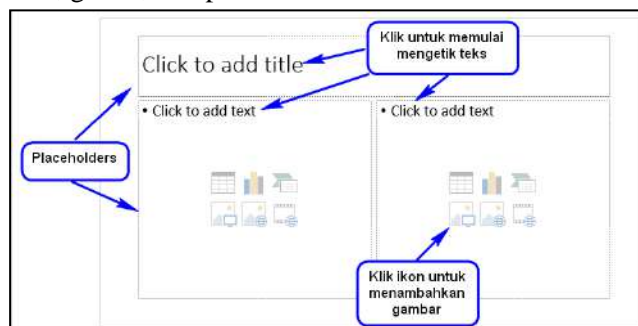 Klik untuk memulai
mengetik teks
Click to add title
• Click to add text
• Click to add text
Placeholders
Klik ikon untuk
menambahkan
gambar